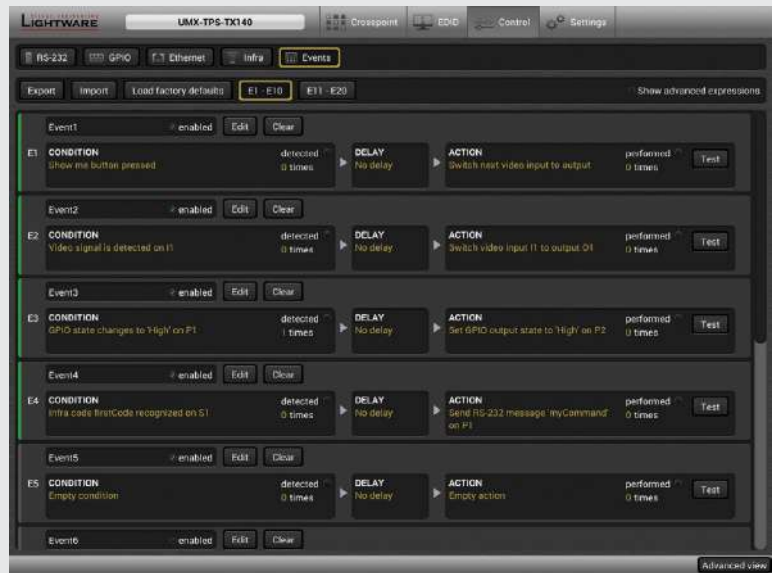 LIGHTWARE
UMX-TPS-TX140
Crosspoint
EDID
Control
Settings
RS-232
GPIO
Ethernet
Infra
Events
Export
Import
Load factory defaults
E1 - E10
E11 - E20
Show advanced expressions
Event1 enabled Edit Clear
E1 CONDITION detected DELAY ACTION performed Test
Show me button pressed 0 times No delay Switch next video input to output 0 times
Event2 enabled Edit Clear
E2 CONDITION detected DELAY ACTION performed Test
Video signal is detected on I1 0 times No delay Switch video input I1 to output O1 0 times
Event3 enabled Edit Clear
E3 CONDITION detected DELAY ACTION performed Test
GPIO state changes to 'High' on P1 1 times No delay Set GPIO output state to 'High' on P2 0 times
Event4 enabled Edit Clear
E4 CONDITION detected DELAY ACTION performed Test
Infra code firstCode recognized on S1 0 times No delay Send RS-232 message 'myCommand' 0 times
on P1
Event5 enabled Edit Clear
E5 CONDITION detected DELAY ACTION performed Test
Empty condition 0 times No delay Empty action 0 times
Event6 enabled Edit Clear
Advanced view